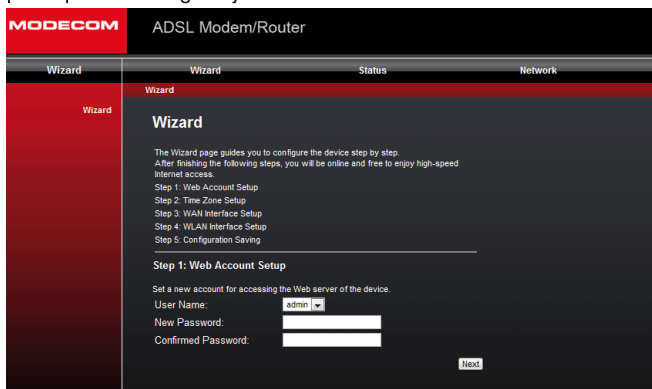 MODECOM
ADSL Modem/Router
Wizard
Wizard Status Network
Wizard
Wizard
Wizard
The Wizard page guides you to configure the device step by step.
After finishing the following steps, you will be online and free to enjoy high-speed
Internet access.
Step 1: Web Account Setup
Step 2: Time Zone Setup
Step 3: WAN Interface Setup
Step 4: WLAN Interface Setup
Step 5: Configuration Saving
Step 1: Web Account Setup
Set a new account for accessing the Web server of the device.
User Name: admin
New Password:
Confirmed Password:
Next